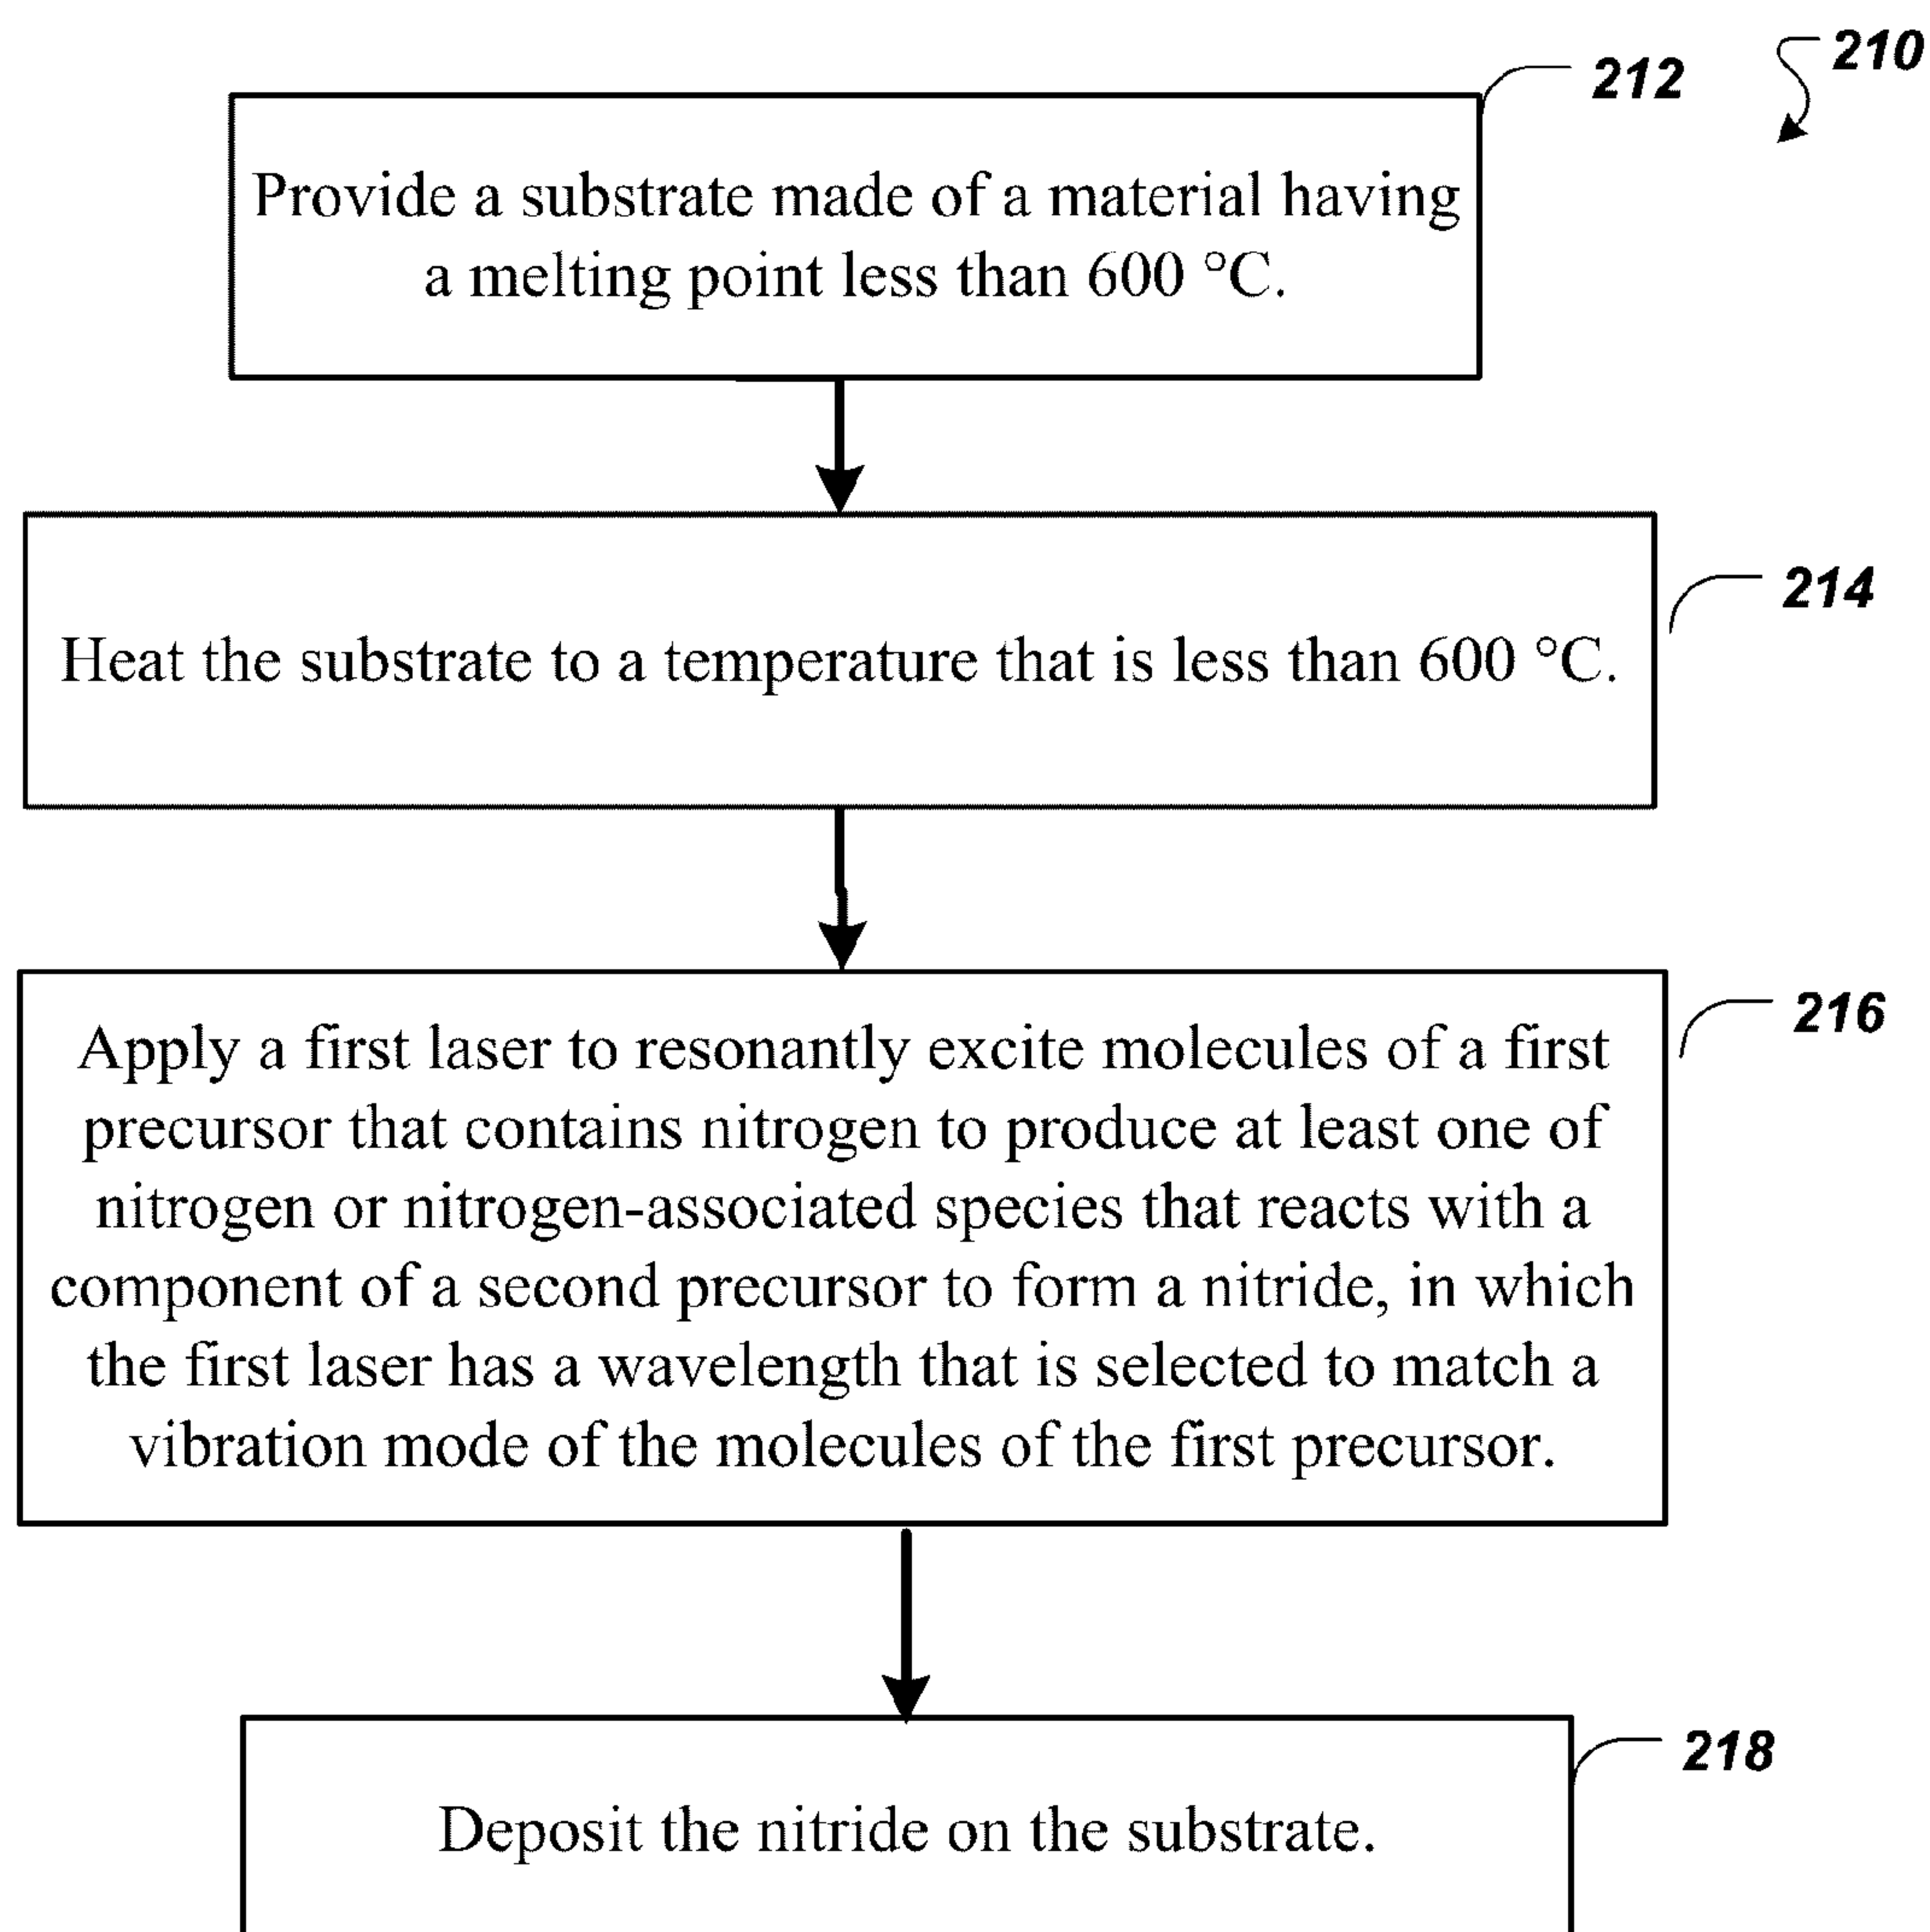 210
212
Provide a substrate made of a material having
a melting point less than 600 °C.
214
Heat the substrate to a temperature that is less than 600 °C.
216
Apply a first laser to resonantly excite molecules of a first
precursor that contains nitrogen to produce at least one of
nitrogen or nitrogen-associated species that reacts with a
component of a second precursor to form a nitride, in which
the first laser has a wavelength that is selected to match a
vibration mode of the molecules of the first precursor.
218
Deposit the nitride on the substrate.